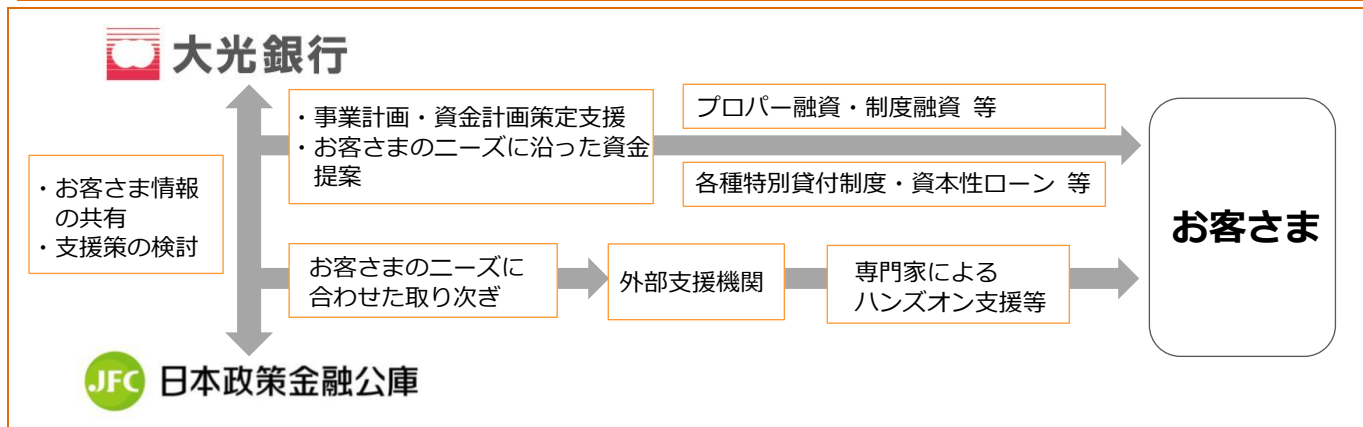 大光銀行
・お客さま情報
の共有
・支援策の検討
・事業計画・資金計画策定支援
・お客さまのニーズに沿った資金
提案
プロパー融資・制度融資 等
各種特別貸付制度・資本性ローン 等
お客さまのニーズに
合わせた取り次ぎ
外部支援機関
専門家による
ハンズオン支援等
お客さま
JFC 日本政策金融公庫